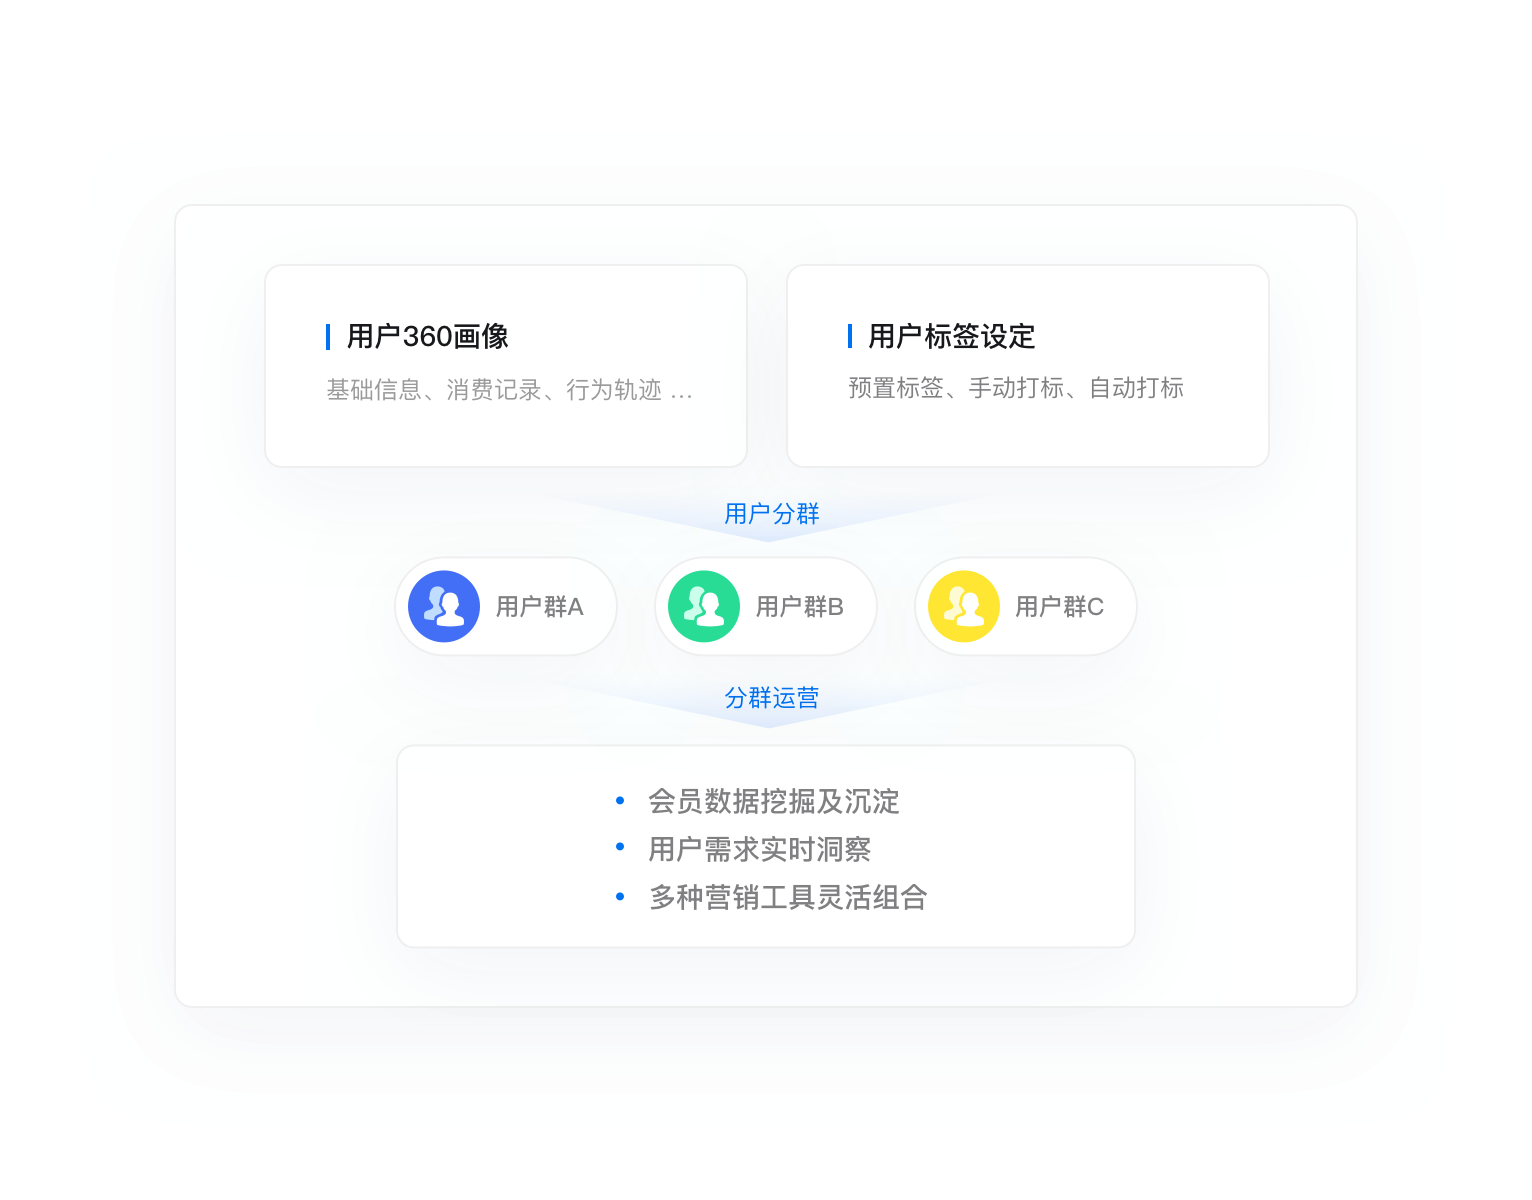 用户360画像
基础信息、消费记录、行为轨迹 ...
用户标签设定
预置标签、手动打标、自动打标
用户分群
用户群A
用户群B
用户群C
分群运营
• 会员数据挖掘及沉淀
• 用户需求实时洞察
• 多种营销工具灵活组合